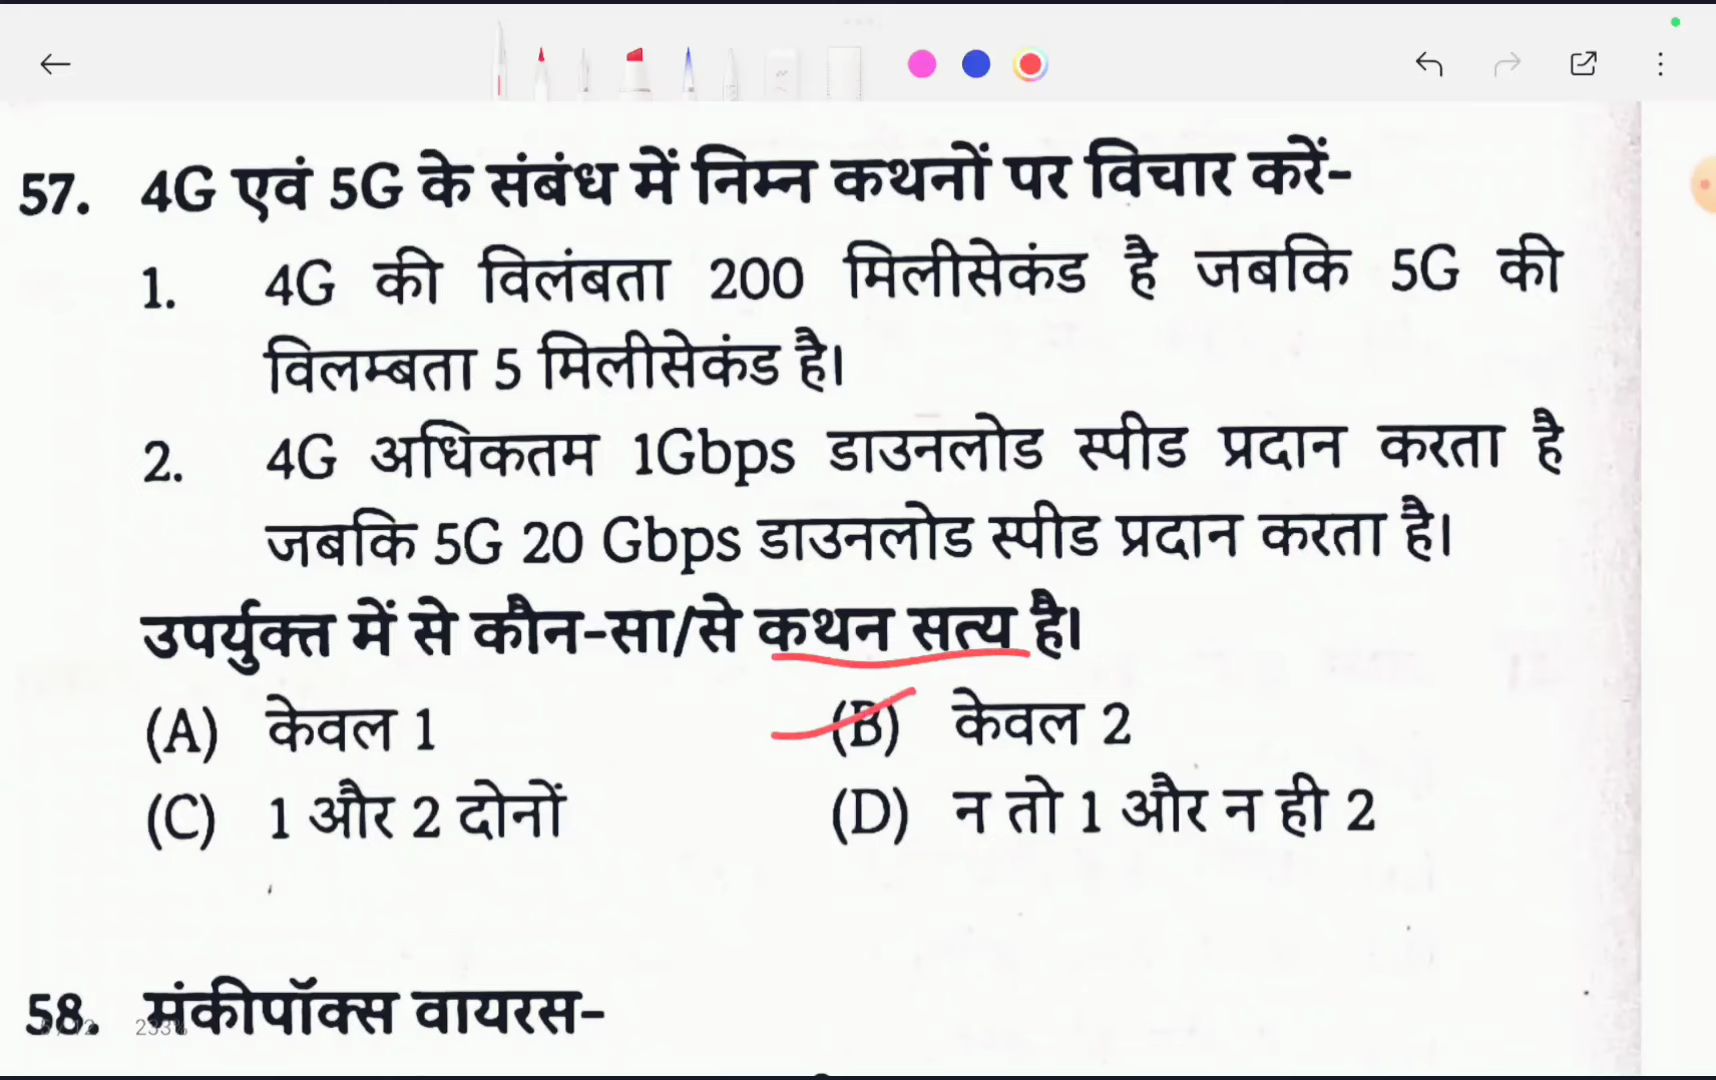 57. 4G एवं 5G के संबंध में निम्न कथनों पर विचार करें-
1. 4G की विलंबता 200 मिलीसेकंड है जबकि 5G की
विलम्बता 5 मिलीसेकंड है।
2. 4G अधिकतम 1Gbps डाउनलोड स्पीड प्रदान करता है
जबकि 5G 20 Gbps डाउनलोड स्पीड प्रदान करता है।
उपर्युक्त में से कौन-सा/से कथन सत्य है।
(A) केवल 1 (B) केवल 2
(C) 1 और 2 दोनों (D) न तो 1 और न ही 2
58. मंकीपॉक्स वायरस-
233%